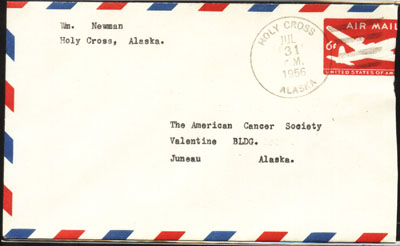 Wm. Newman
Holy Cross, Alaska.
HOLY CROSS
JUL
31
.M.
1956
ALASKA
AIR MAIL
6¢
UNITED STATES OF AM
The American Cancer Society
Valentine BLDG.
Juneau Alaska.